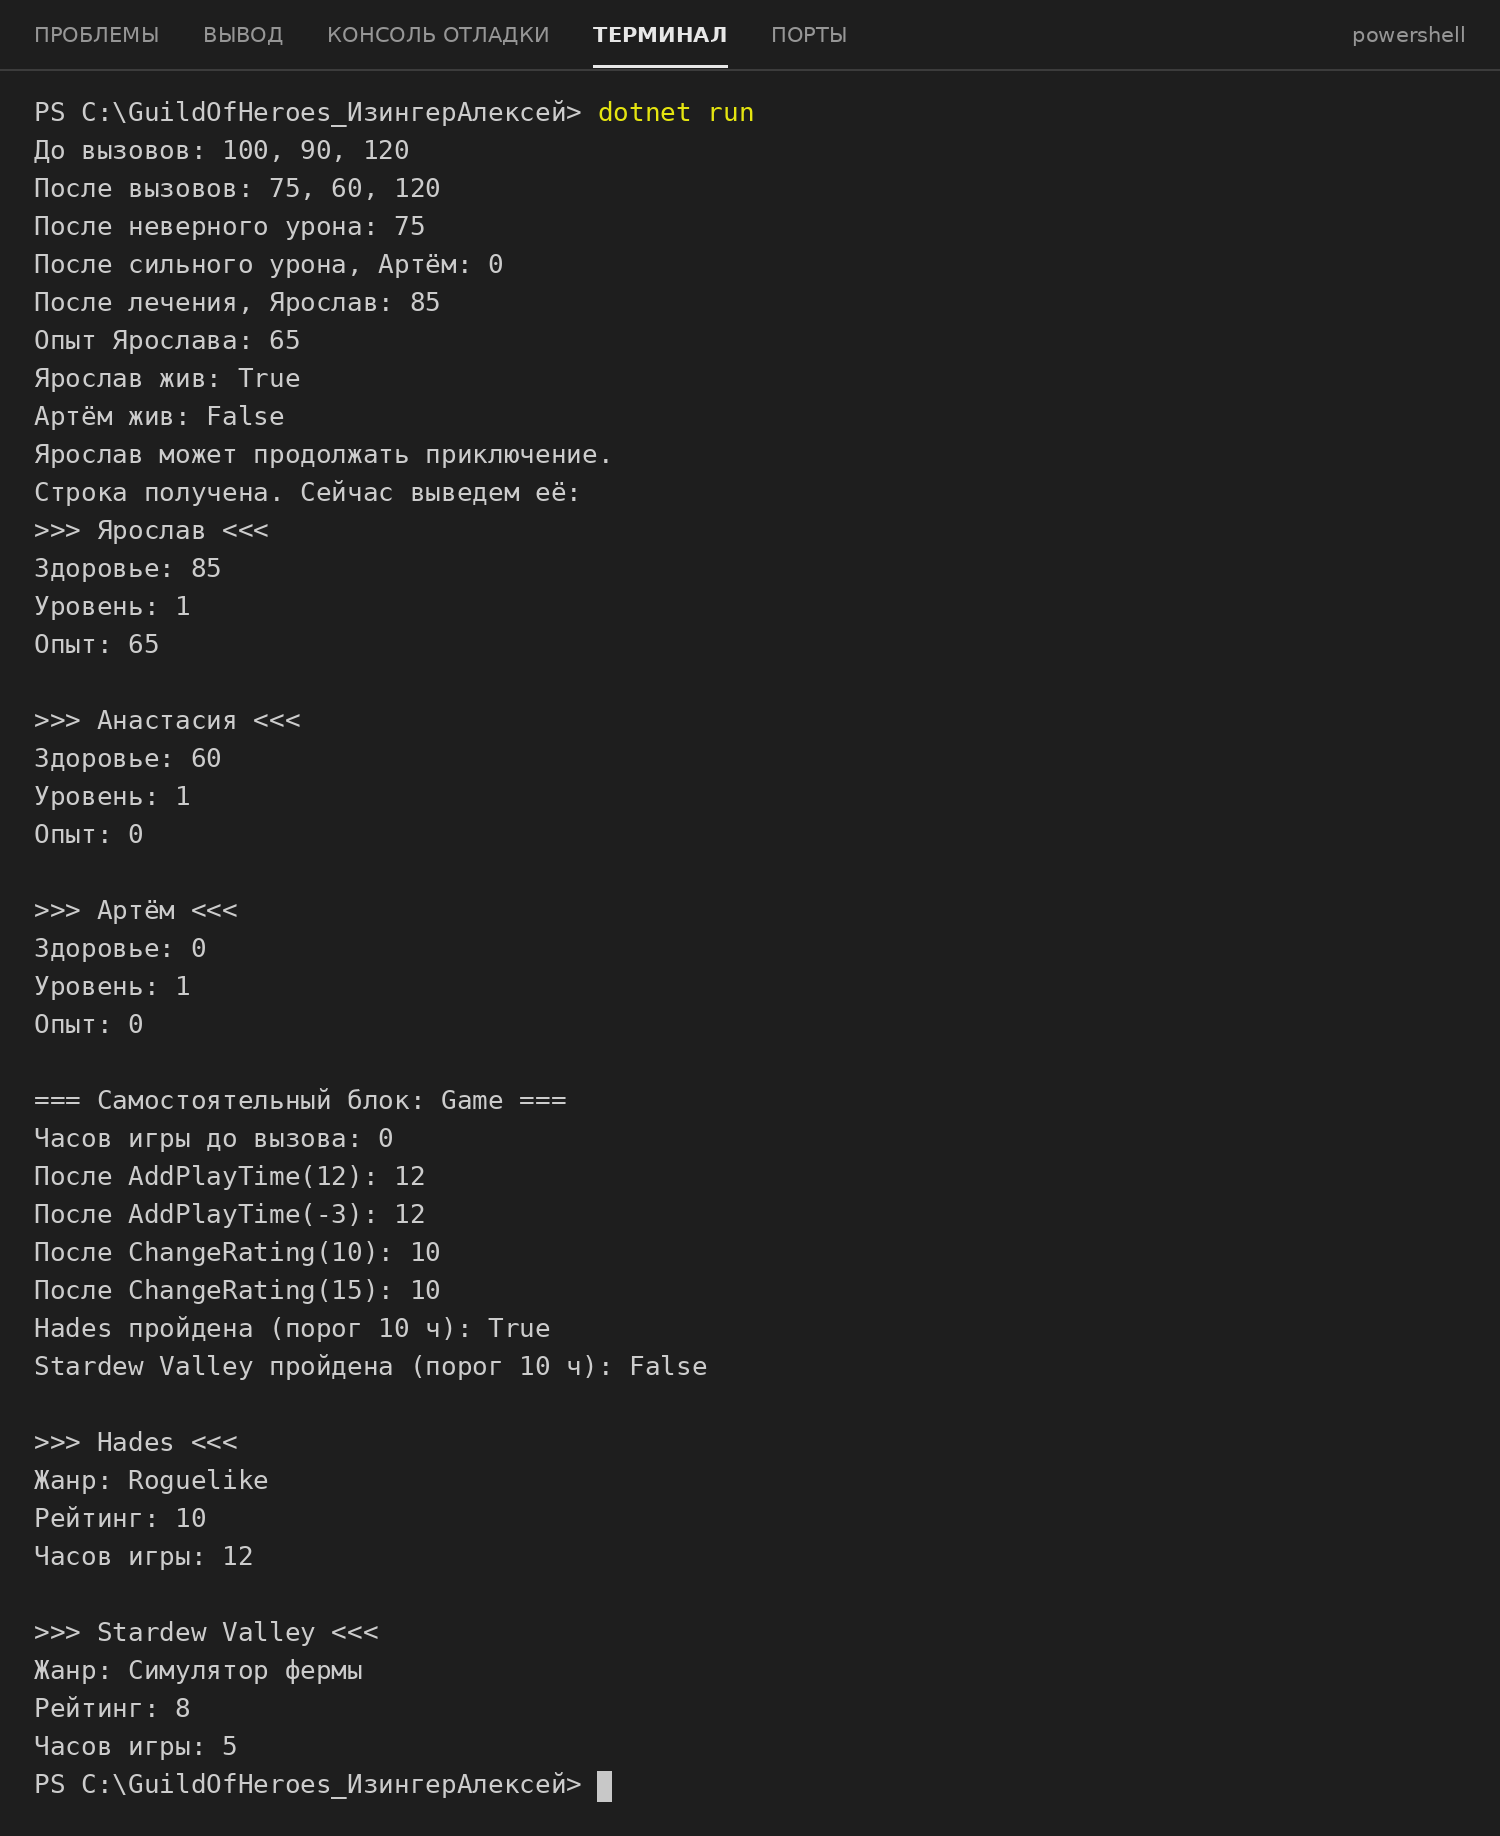 ПРОБЛЕМЫ ВЫВОД КОНСОЛЬ ОТЛАДКИ ТЕРМИНАЛ ПОРТЫ powershell
PS C:\GuildOfHeroes_ИзингерАлексей> dotnet run
До вызовов: 100, 90, 120
После вызовов: 75, 60, 120
После неверного урона: 75
После сильного урона, Артём: 0
После лечения, Ярослав: 85
Опыт Ярослава: 65
Ярослав жив: True
Артём жив: False
Ярослав может продолжать приключение.
Строка получена. Сейчас выведем её:
>>> Ярослав <<<
Здоровье: 85
Уровень: 1
Опыт: 65

>>> Анастасия <<<
Здоровье: 60
Уровень: 1
Опыт: 0

>>> Артём <<<
Здоровье: 0
Уровень: 1
Опыт: 0

=== Самостоятельный блок: Game ===
Часов игры до вызова: 0
После AddPlayTime(12): 12
После AddPlayTime(-3): 12
После ChangeRating(10): 10
После ChangeRating(15): 10
Hades пройдена (порог 10 ч): True
Stardew Valley пройдена (порог 10 ч): False

>>> Hades <<<
Жанр: Roguelike
Рейтинг: 10
Часов игры: 12

>>> Stardew Valley <<<
Жанр: Симулятор фермы
Рейтинг: 8
Часов игры: 5
PS C:\GuildOfHeroes_ИзингерАлексей>